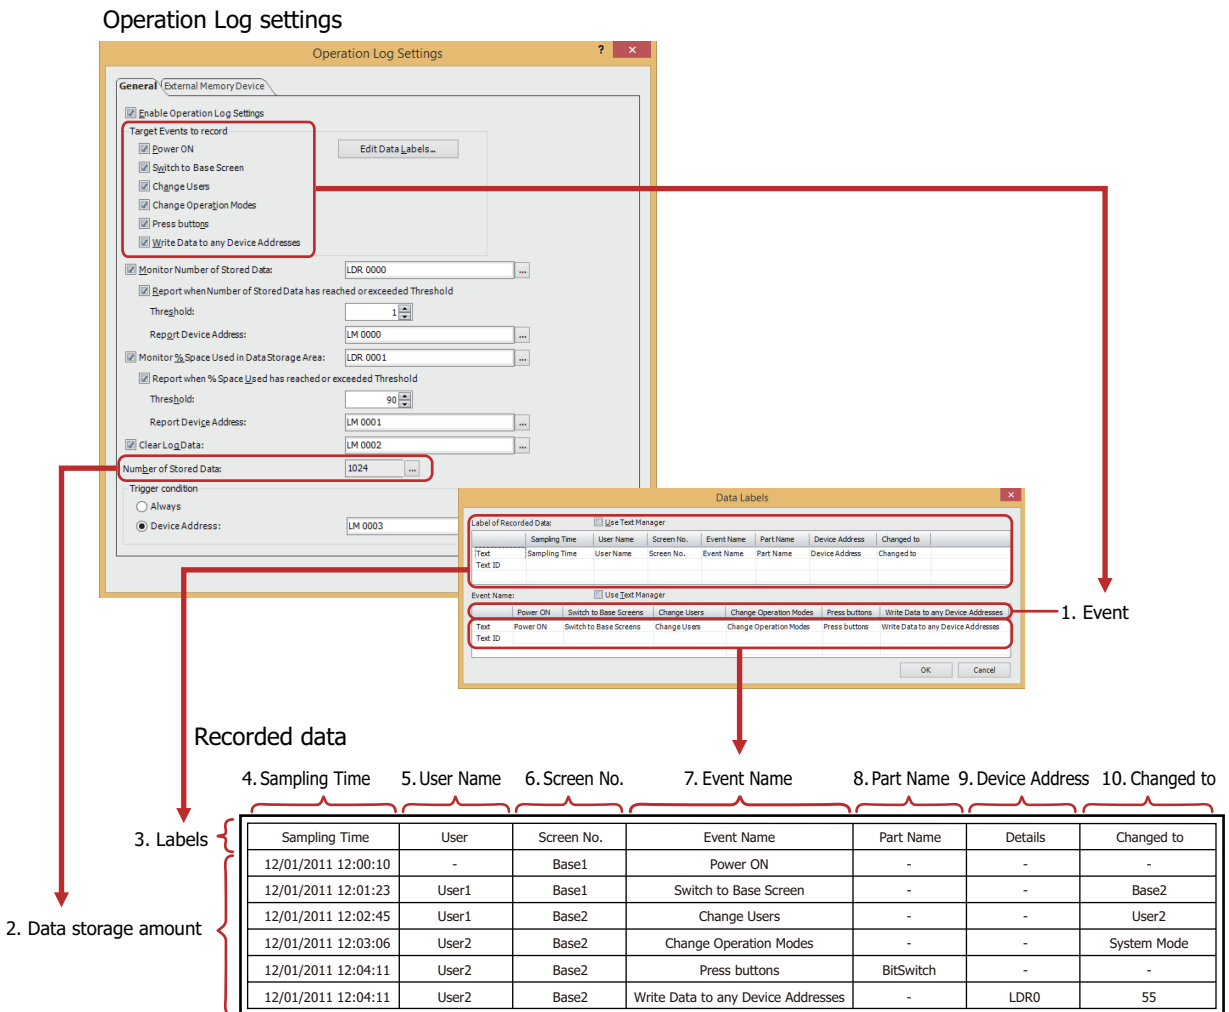 Operation Log settings
Operation Log Settings
? ×
General External Memory Device
Enable Operation Log Settings
Target Events to record
Power ON
Edit Data Labels...
Switch to Base Screen
Change Users
Change Operation Modes
Press buttons
Write Data to any Device Addresses
Monitor Number of Stored Data: LDR 0000 ...
Report when Number of Stored Data has reached or exceeded Threshold
Threshold: 1
Report Device Address: LM 0000 ...
Monitor % Space Used in Data Storage Area: LDR 0001 ...
Report when % Space Used has reached or exceeded Threshold
Threshold: 90
Report Device Address: LM 0001 ...
Clear Log Data: LM 0002 ...
Number of Stored Data: 1024 ...
Trigger condition
Always
Device Address: LM 0003
Data Labels
×
Label of Recorded Data: Use Text Manager
Sampling Time User Name Screen No. Event Name Part Name Device Address Changed to
Text Sampling Time User Name Screen No. Event Name Part Name Device Address Changed to
Text ID
Event Name: Use Text Manager
Power ON Switch to Base Screens Change Users Change Operation Modes Press buttons Write Data to any Device Addresses
Text Power ON Switch to Base Screens Change Users Change Operation Modes Press buttons Write Data to any Device Addresses
Text ID
OK Cancel
1. Event
Recorded data
4. Sampling Time 5. User Name 6. Screen No. 7. Event Name 8. Part Name 9. Device Address 10. Changed to
3. Labels
Sampling Time User Screen No. Event Name Part Name Details Changed to
12/01/2011 12:00:10 - Base1 Power ON - - -
12/01/2011 12:01:23 User1 Base1 Switch to Base Screen - - Base2
12/01/2011 12:02:45 User1 Base2 Change Users - - User2
2. Data storage amount
12/01/2011 12:03:06 User2 Base2 Change Operation Modes - - System Mode
12/01/2011 12:04:11 User2 Base2 Press buttons BitSwitch - -
12/01/2011 12:04:11 User2 Base2 Write Data to any Device Addresses - LDR0 55